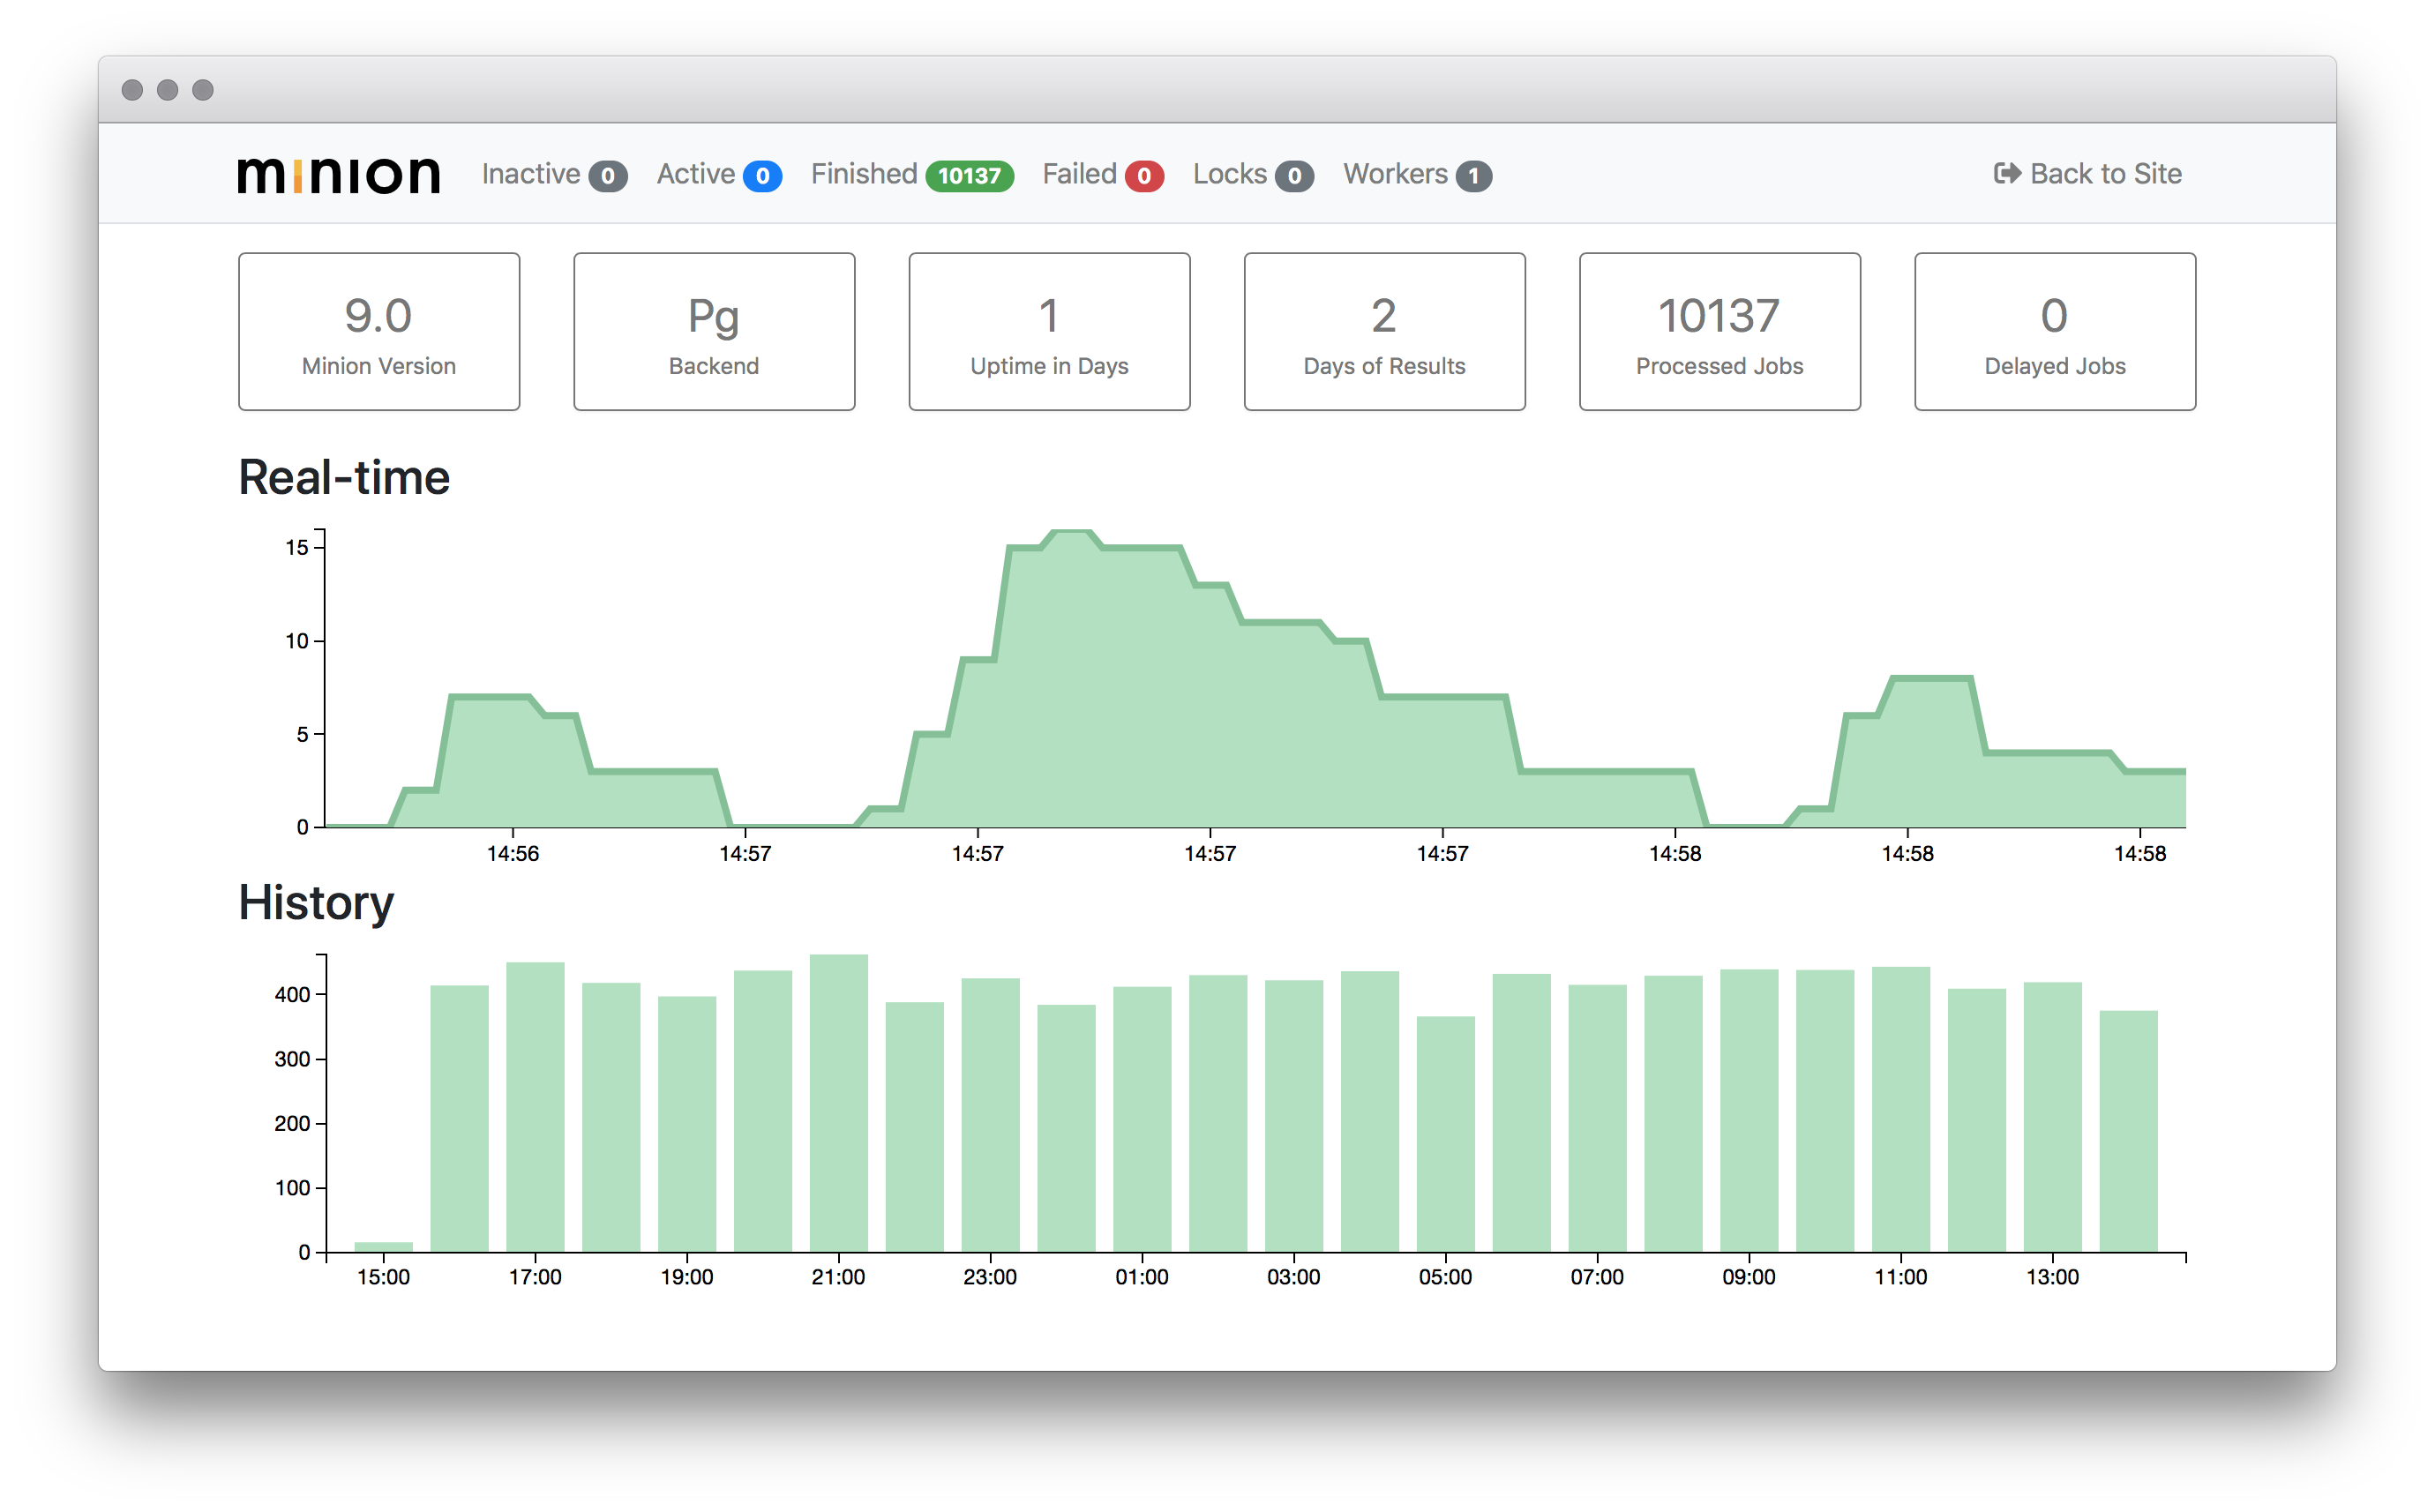 minion Inactive 0 Active 0 Finished 10137 Failed 0 Locks 0 Workers 1 Back to Site
9.0 Pg 1 2 10137 0
Minion Version Backend Uptime in Days Days of Results Processed Jobs Delayed Jobs
Real-time
15
10
5
0
14:56 14:57 14:57 14:57 14:57 14:58 14:58 14:58
History
400
300
200
100
0
15:00 17:00 19:00 21:00 23:00 01:00 03:00 05:00 07:00 09:00 11:00 13:00